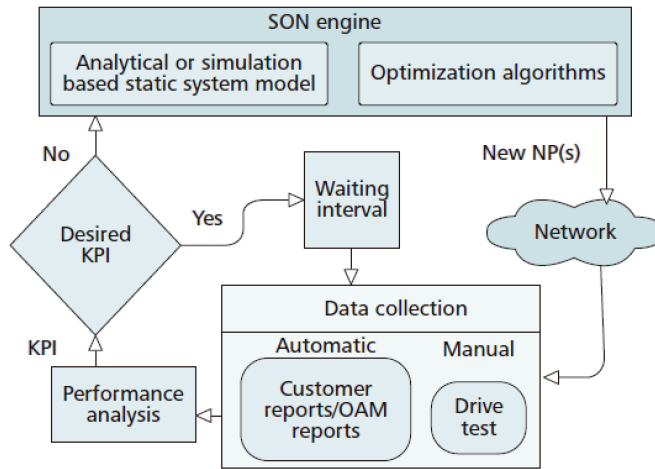 SON engine
Analytical or simulation
based static system model
Optimization algorithms
No
New NP(s)
Waiting
interval
Yes
Desired
KPI
Network
Data collection
KPI
Automatic
Manual
Performance
analysis
Customer
reports/OAM
reports
Drive
test